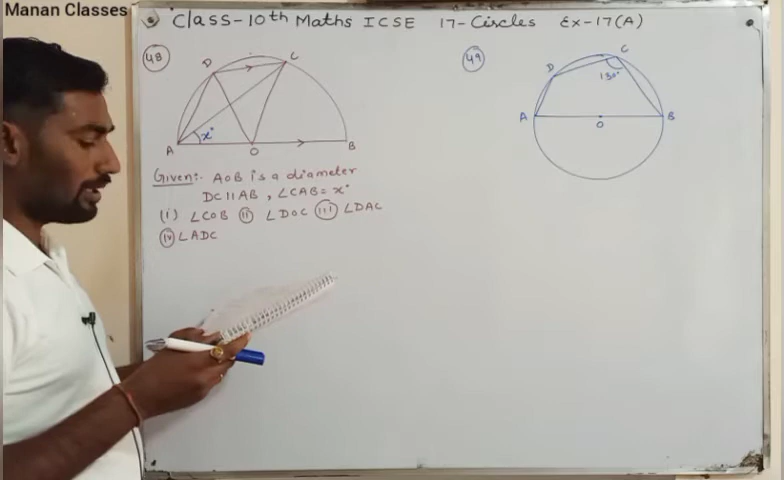 Manan Classes
Class-10th Maths ICSE 17-Circles Ex-17(A)
48
D C
x°
A O B
Given:- AOB is a diameter
DC || AB, ∠CAB = x°
(i) ∠COB (ii) ∠DOC (iii) ∠DAC
(iv) ∠ADC
49
C
D
130°
A B
O